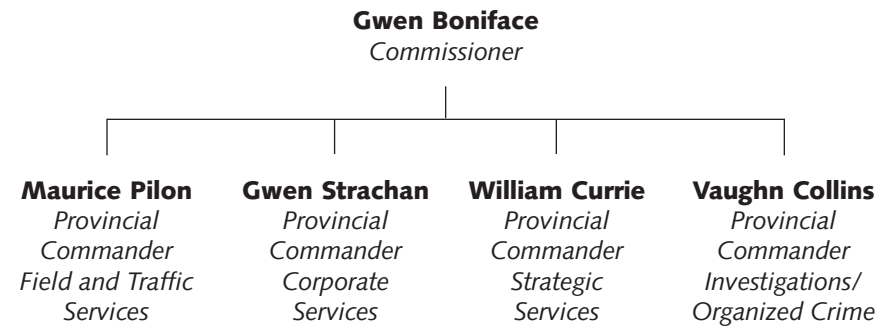 Gwen Boniface
Commissioner
Maurice Pilon
Provincial
Commander
Field and Traffic
Services
Gwen Strachan
Provincial
Commander
Corporate
Services
William Currie
Provincial
Commander
Strategic
Services
Vaughn Collins
Provincial
Commander
Investigations/
Organized Crime